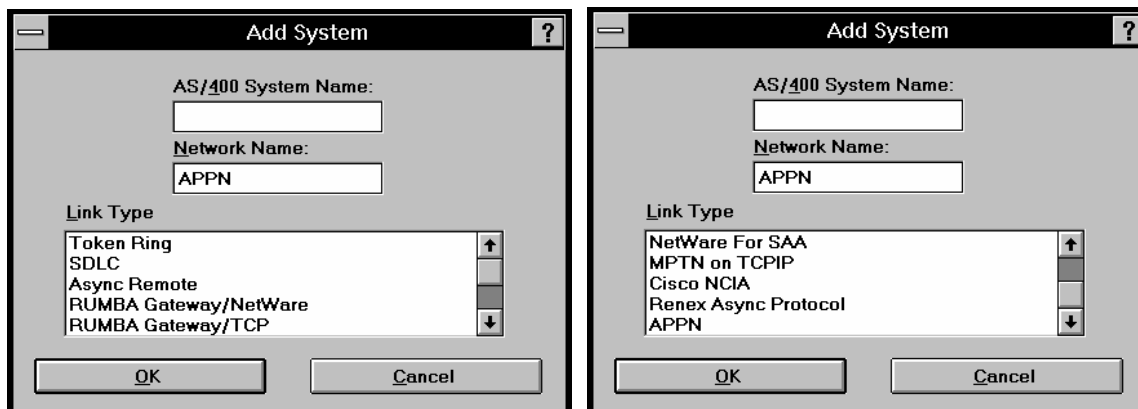 Add System ?
AS/400 System Name:
Network Name:
APPN
Link Type
Token Ring
SDLC
Async Remote
RUMBA Gateway/NetWare
RUMBA Gateway/TCP
OK Cancel
Add System ?
AS/400 System Name:
Network Name:
APPN
Link Type
NetWare For SAA
MPTN on TCPIP
Cisco NCIA
Renex Async Protocol
APPN
OK Cancel